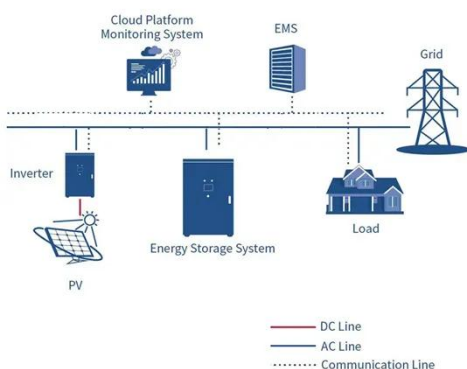 Cloud Platform
Monitoring System
EMS
Grid
Inverter
Energy Storage System
Load
PV
DC Line
AC Line
Communication Line